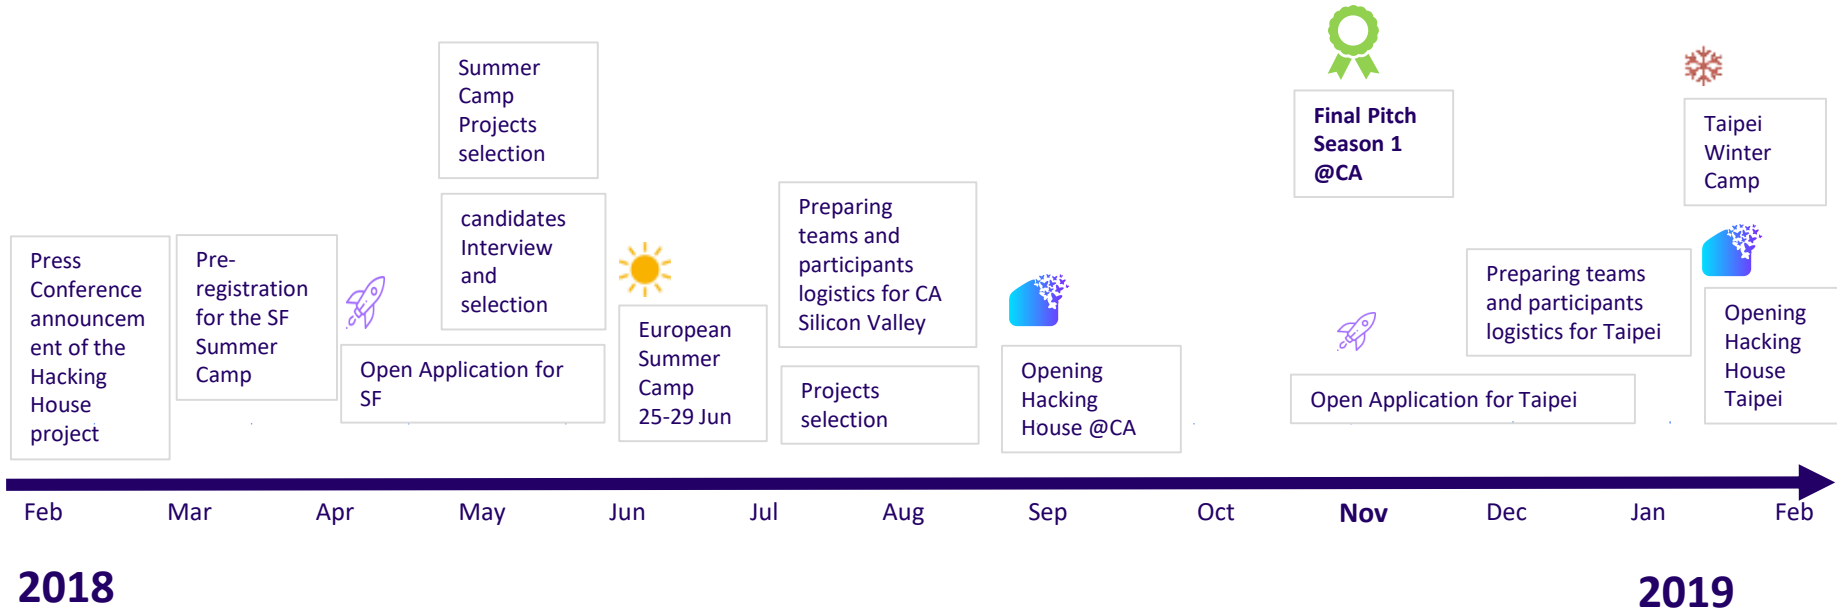 Press
Conference
announcem
ent of the
Hacking
House
project
Pre-
registration
for the SF
Summer
Camp
Summer
Camp
Projects
selection
candidates
Interview
and
selection
Open Application for
SF
European
Summer
Camp
25-29 Jun
Preparing
teams and
participants
logistics for CA
Silicon Valley
Projects
selection
Opening
Hacking
House @CA
Final Pitch
Season 1
@CA
Open Application for Taipei
Preparing teams
and participants
logistics for Taipei
Taipei
Winter
Camp
Opening
Hacking
House
Taipei
Feb
Mar
Apr
May
Jun
Jul
Aug
Sep
Oct
Nov
Dec
Jan
Feb
2018
2019